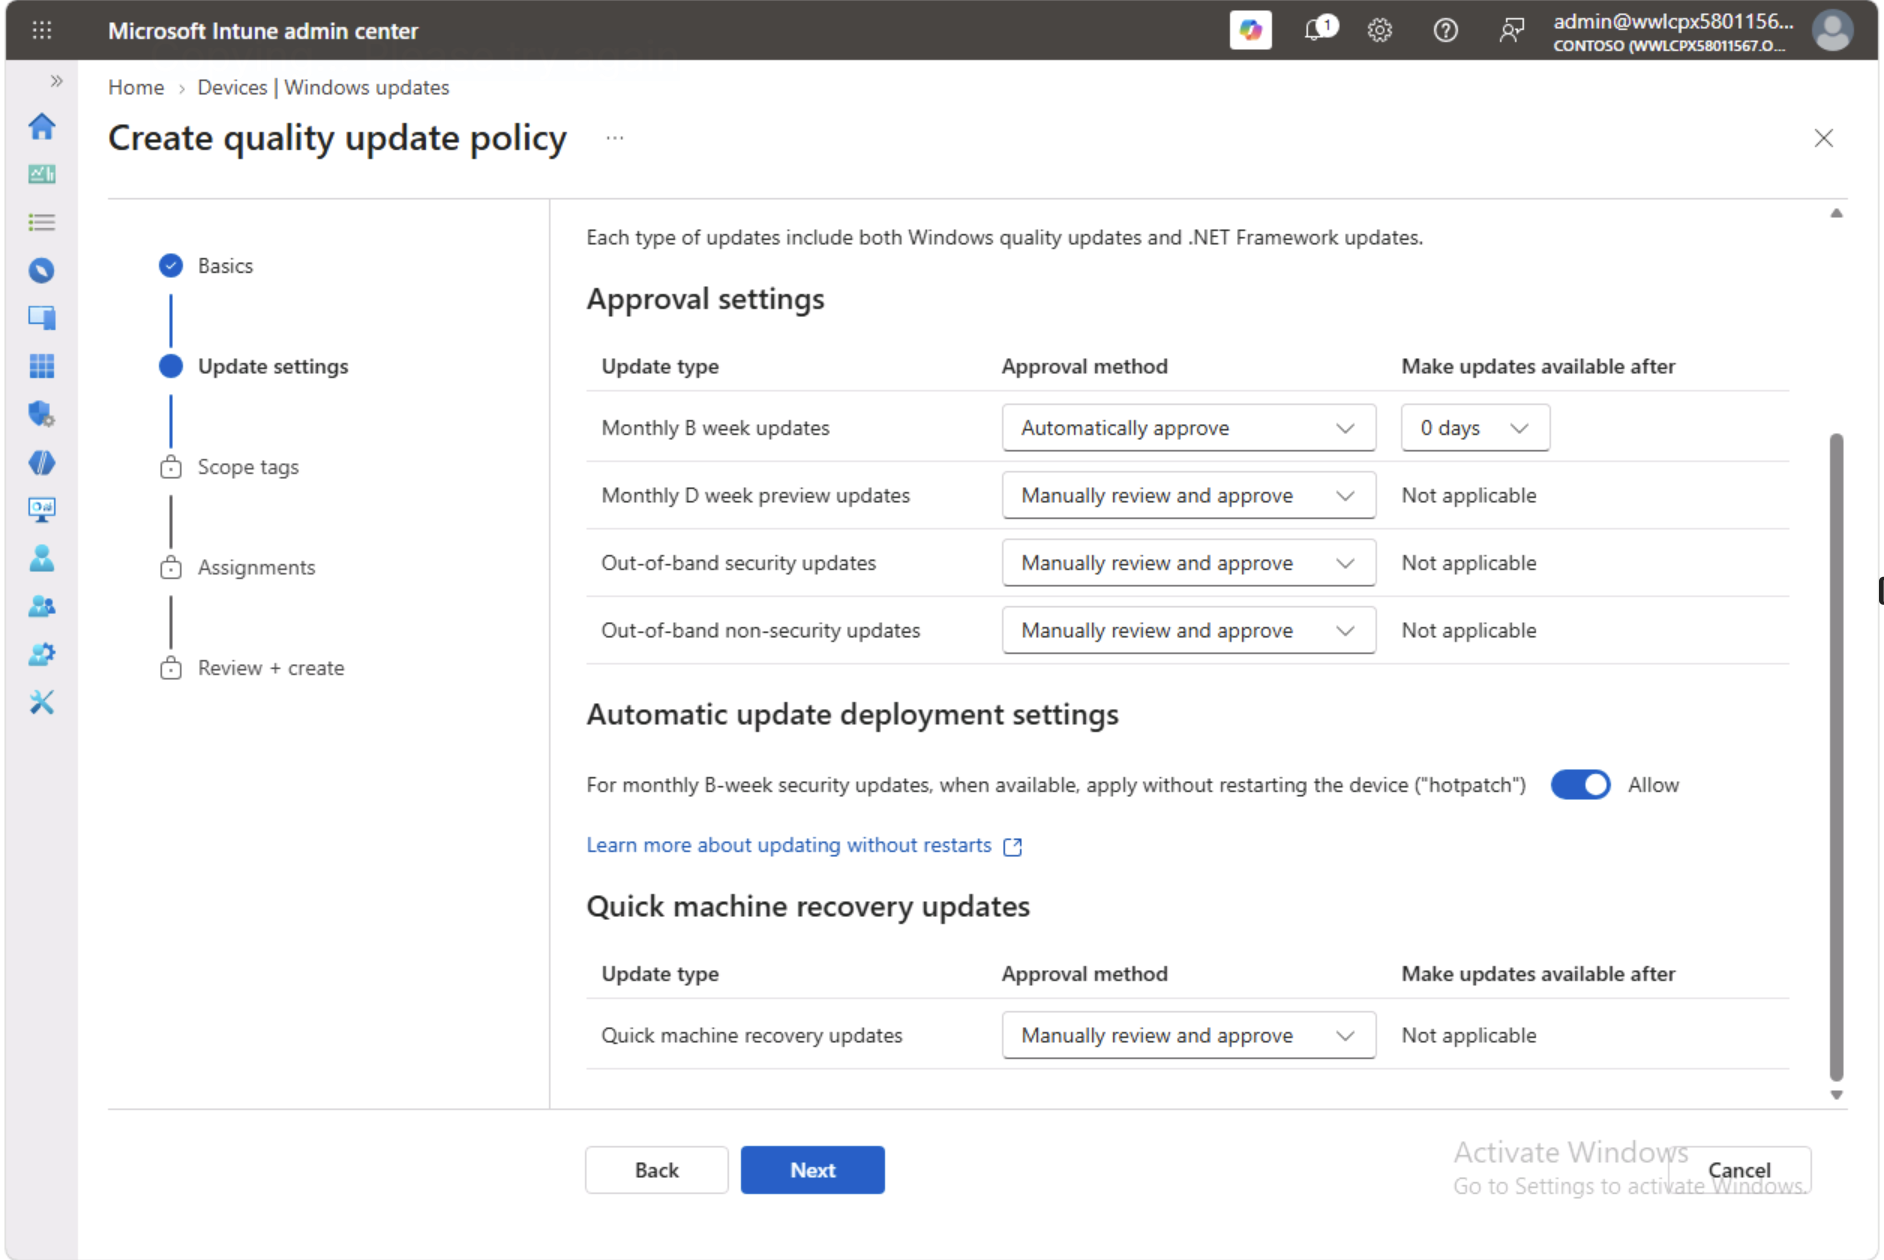 Microsoft Intune admin center
1
admin@wwlcpx5801156...
CONTOSO (WWLCPX58011567.O...
Home > Devices | Windows updates
Create quality update policy ...
Basics
Update settings
Scope tags
Assignments
Review + create
Each type of updates include both Windows quality updates and .NET Framework updates.
Approval settings
Update type Approval method Make updates available after
Monthly B week updates Automatically approve 0 days
Monthly D week preview updates Manually review and approve Not applicable
Out-of-band security updates Manually review and approve Not applicable
Out-of-band non-security updates Manually review and approve Not applicable
Automatic update deployment settings
For monthly B-week security updates, when available, apply without restarting the device ("hotpatch") Allow
Learn more about updating without restarts
Quick machine recovery updates
Update type Approval method Make updates available after
Quick machine recovery updates Manually review and approve Not applicable
Back Next Cancel
Activate Windows
Go to Settings to activate Windows.